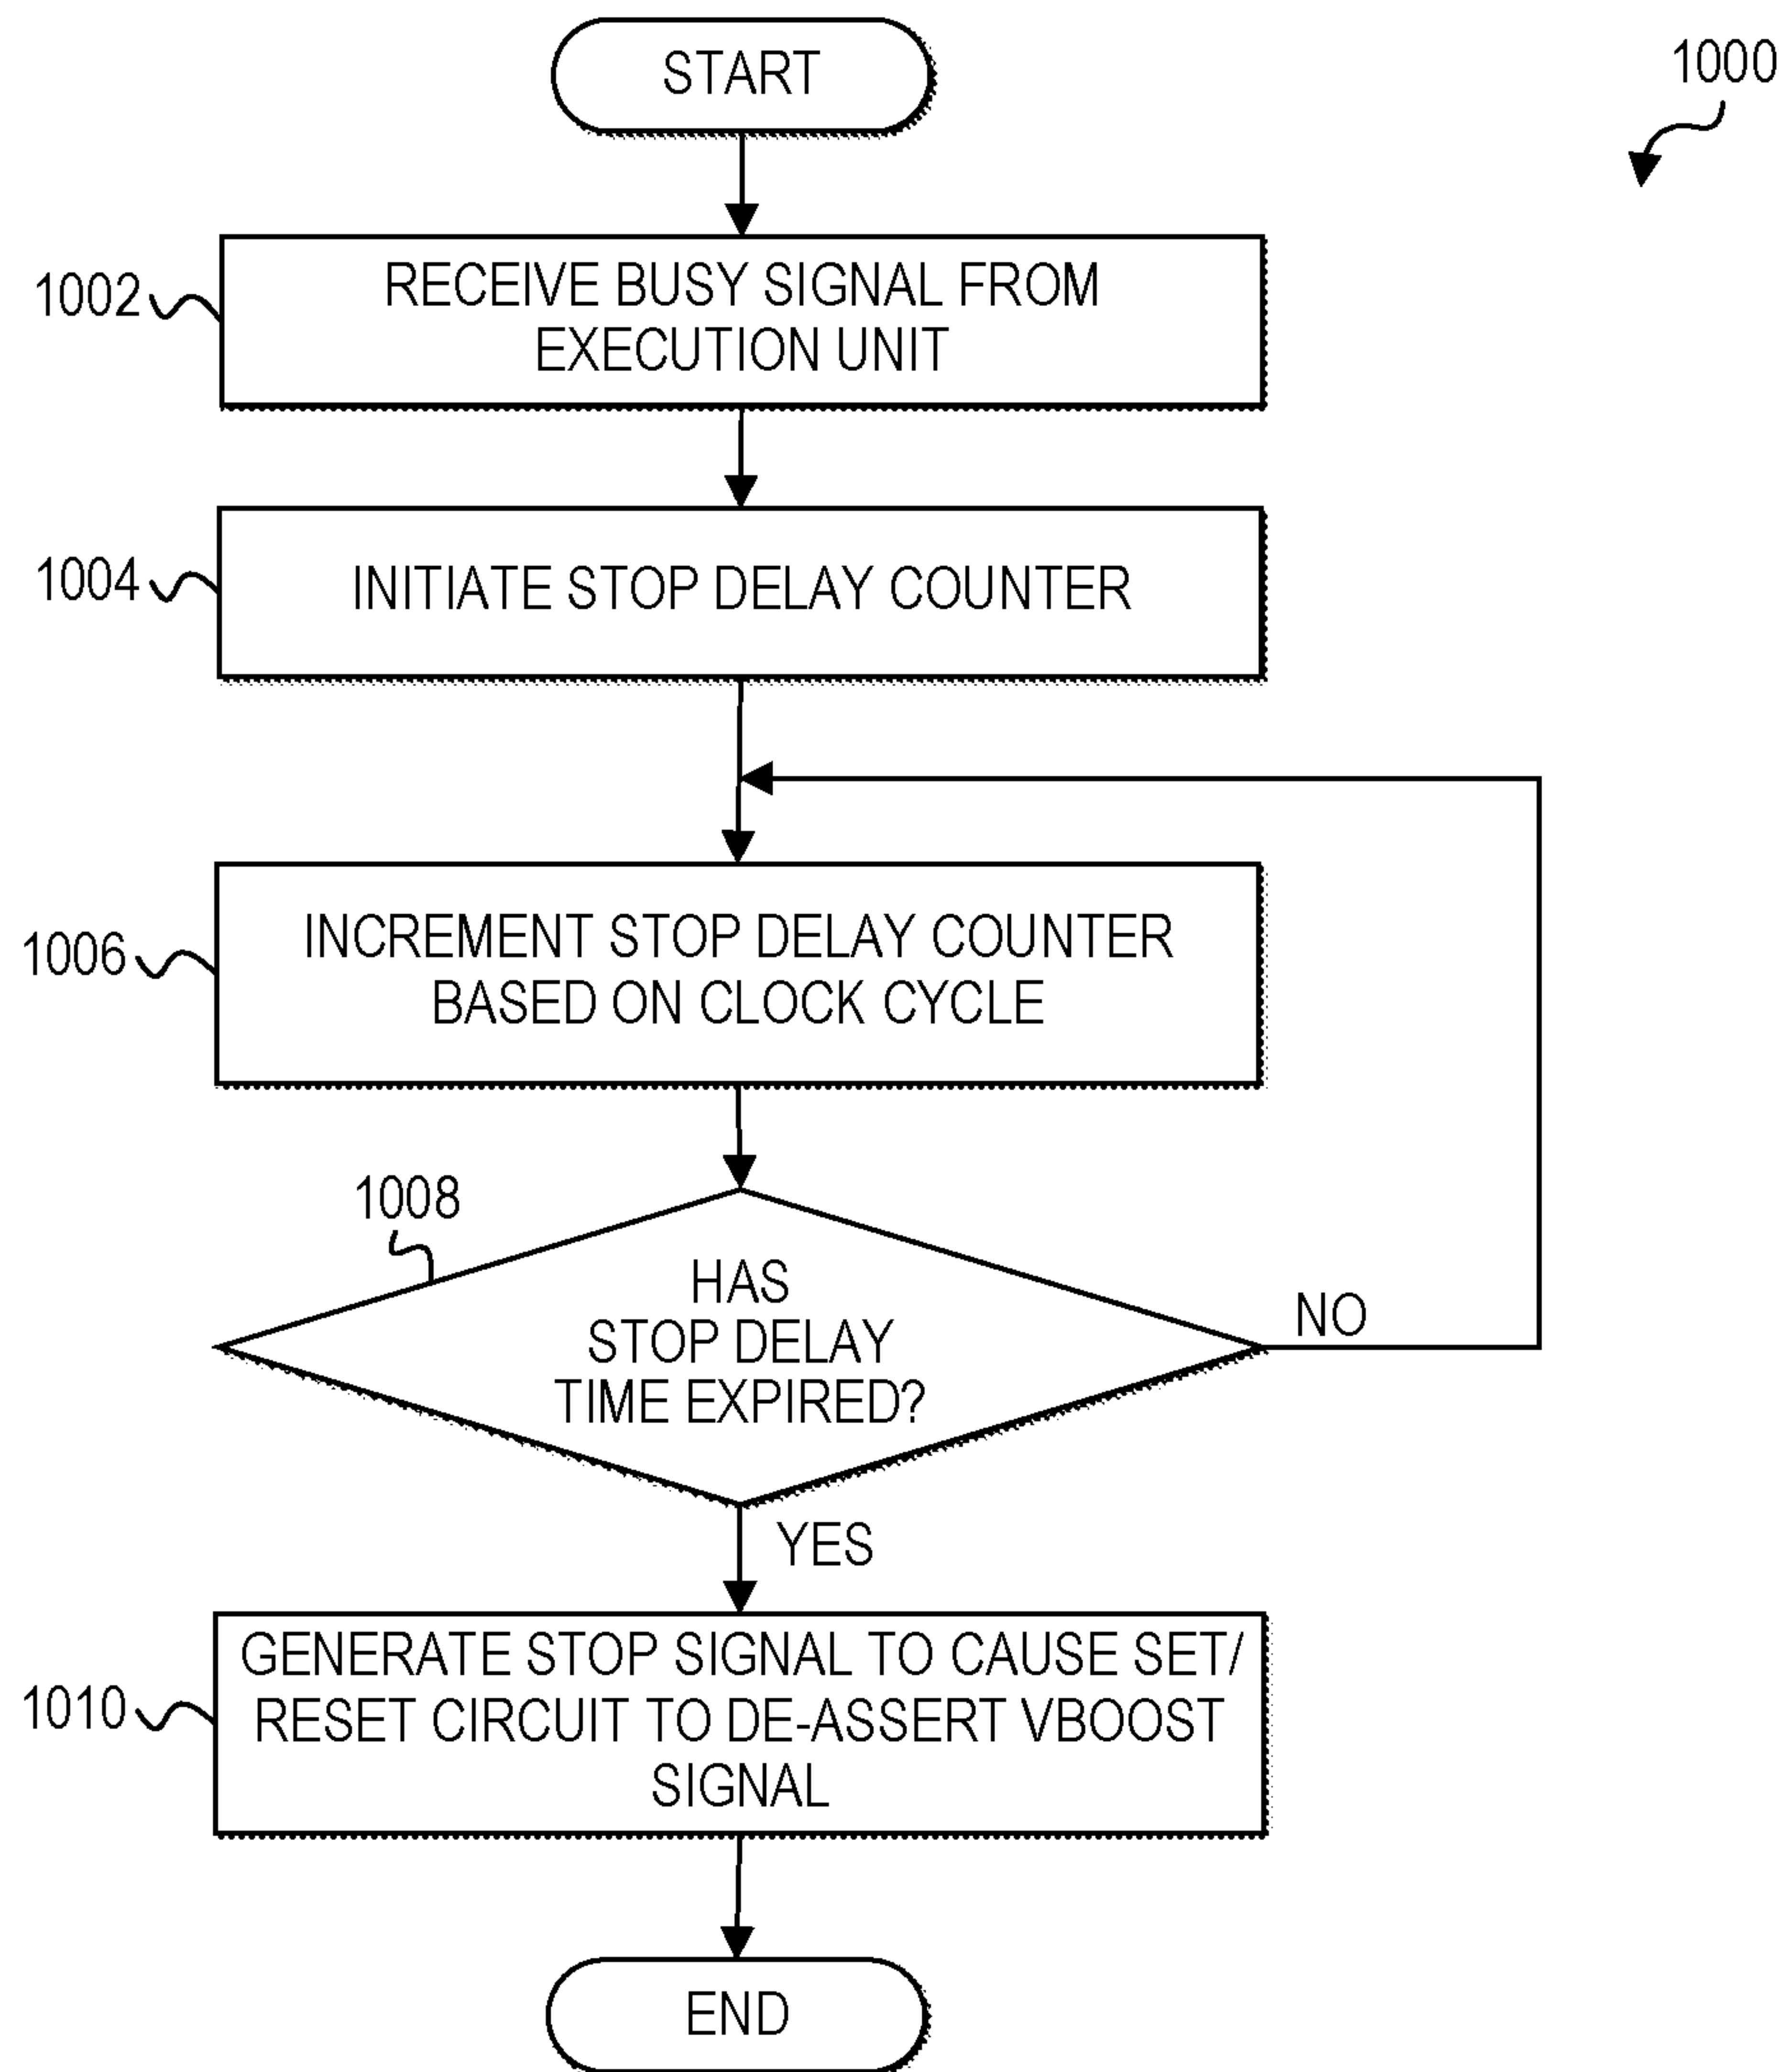 START
1000
1002
RECEIVE BUSY SIGNAL FROM
EXECUTION UNIT
1004
INITIATE STOP DELAY COUNTER
1006
INCREMENT STOP DELAY COUNTER
BASED ON CLOCK CYCLE
1008
HAS
STOP DELAY
TIME EXPIRED?
NO
YES
1010
GENERATE STOP SIGNAL TO CAUSE SET/
RESET CIRCUIT TO DE-ASSERT VBOOST
SIGNAL
END